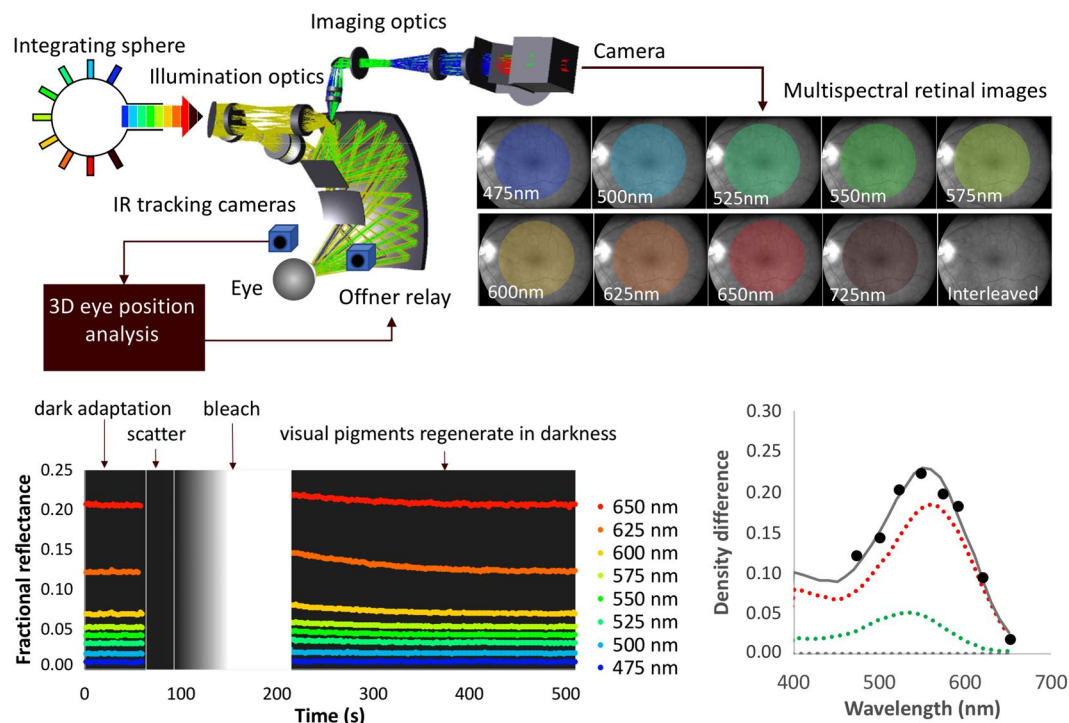 Imaging optics
Integrating sphere
Camera
Illumination optics
Multispectral retinal images
475nm
500nm
525nm
550nm
575nm
IR tracking cameras
600nm
625nm
650nm
725nm
Interleaved
Eye
Offner relay
3D eye position
analysis
dark adaptation
bleach
scatter
visual pigments regenerate in darkness
Fractional reflectance
0.25
0.20
0.15
0.10
0.05
0.00
0
100
200
300
400
500
Time (s)
650 nm
625 nm
600 nm
575 nm
550 nm
525 nm
500 nm
475 nm
Density difference
0.30
0.20
0.10
0.05
0.00
400
500
600
700
Wavelength (nm)